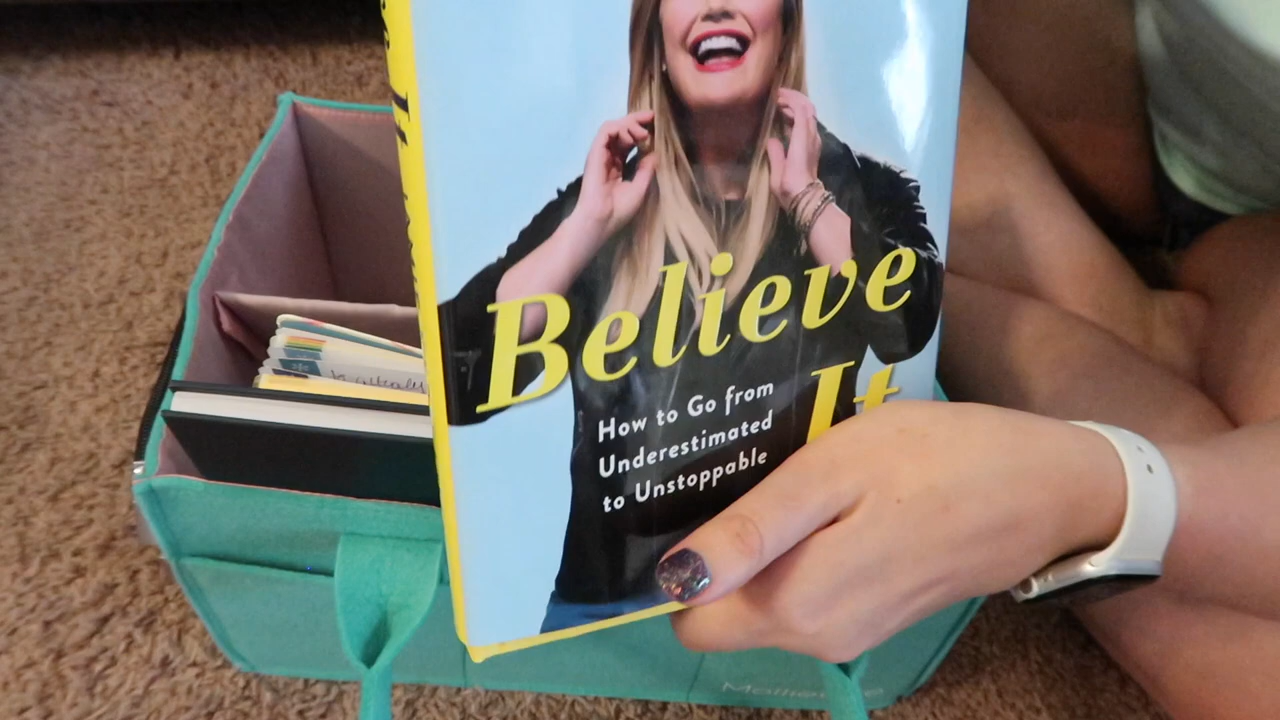 Believe
It
How to Go from
Underestimated
to Unstoppable